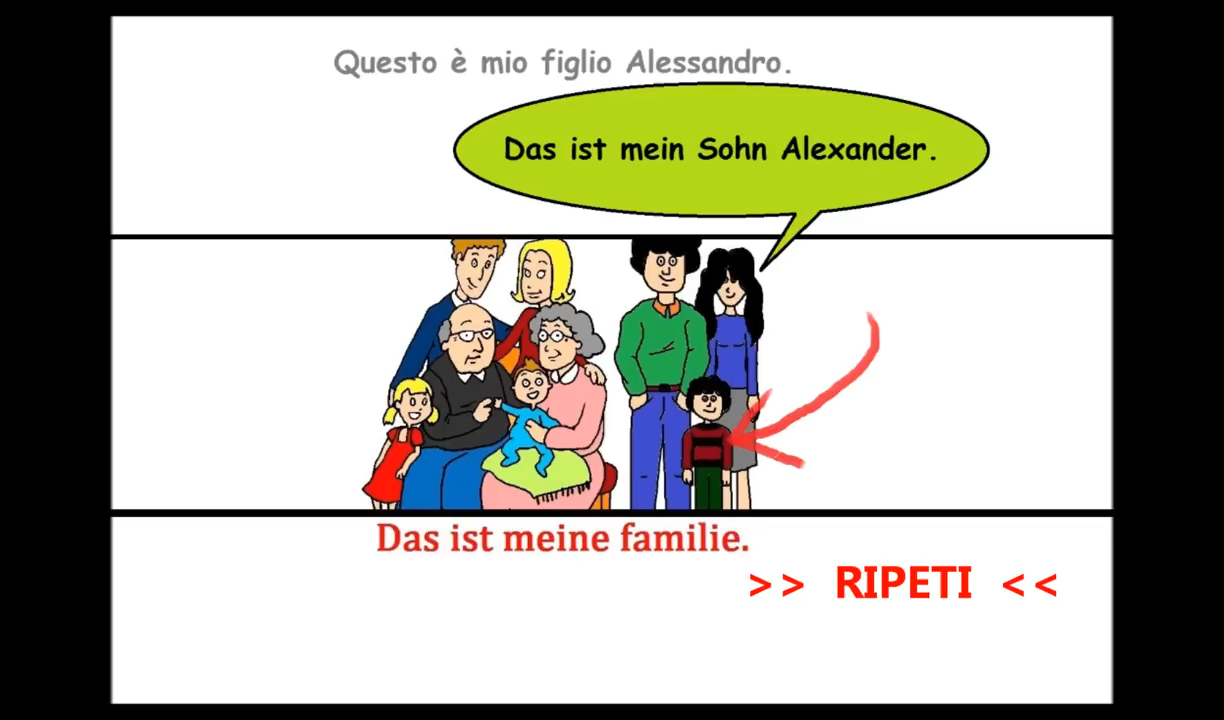 Questo è mio figlio Alessandro.
Das ist mein Sohn Alexander.
Das ist meine familie.
>> RIPETI <<